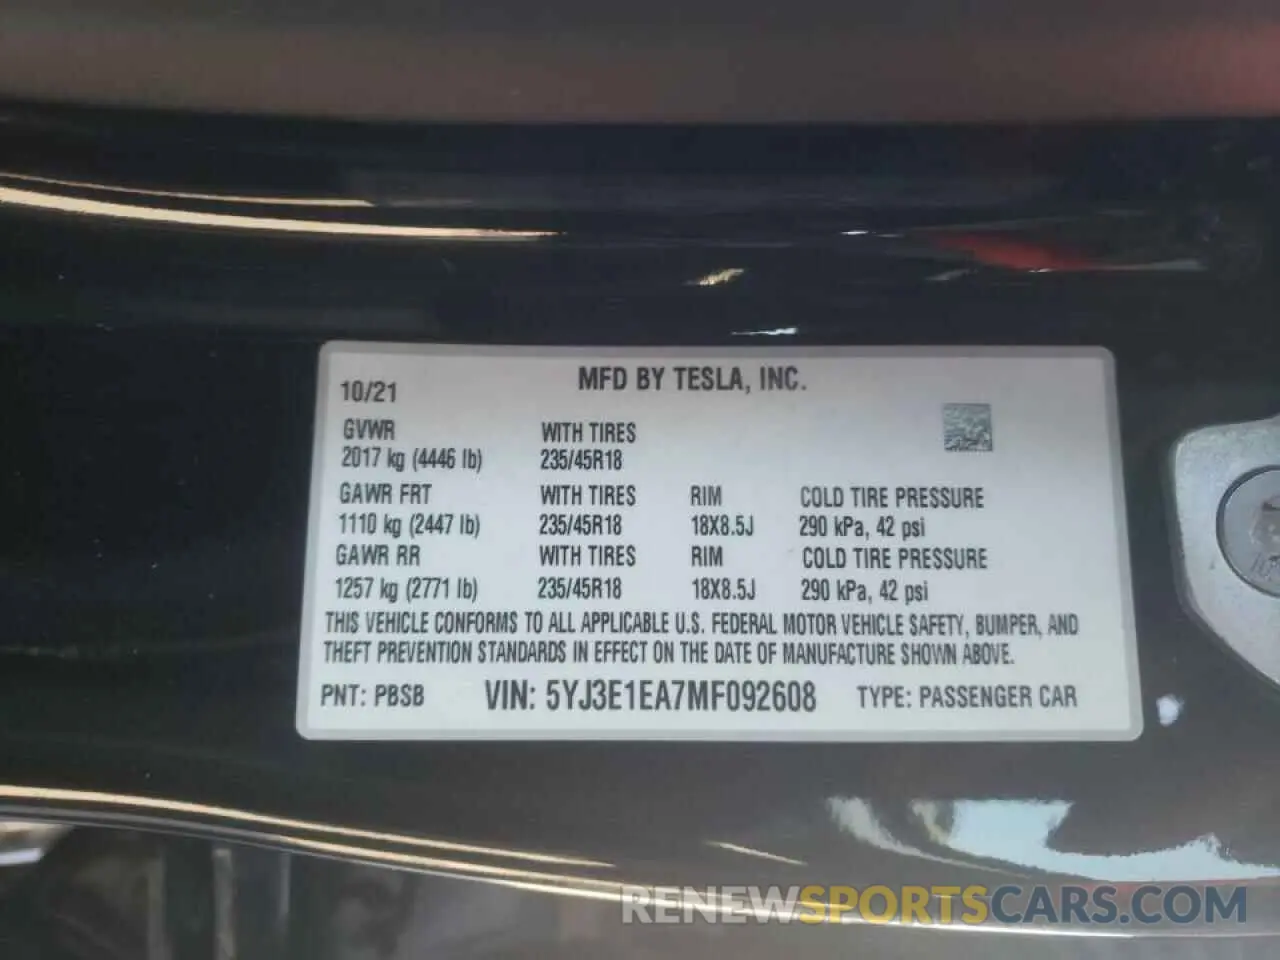 10/21 MFD BY TESLA, INC.
GVWR WITH TIRES
2017 kg (4446 lb) 235/45R18
GAWR FRT WITH TIRES RIM COLD TIRE PRESSURE
1110 kg (2447 lb) 235/45R18 18X8.5J 290 kPa, 42 psi
GAWR RR WITH TIRES RIM COLD TIRE PRESSURE
1257 kg (2771 lb) 235/45R18 18X8.5J 290 kPa, 42 psi
THIS VEHICLE CONFORMS TO ALL APPLICABLE U.S. FEDERAL MOTOR VEHICLE SAFETY, BUMPER, AND
THEFT PREVENTION STANDARDS IN EFFECT ON THE DATE OF MANUFACTURE SHOWN ABOVE.
PNT: PBSB VIN: 5YJ3E1EA7MF092608 TYPE: PASSENGER CAR
RENEWSPORTSCARS.COM